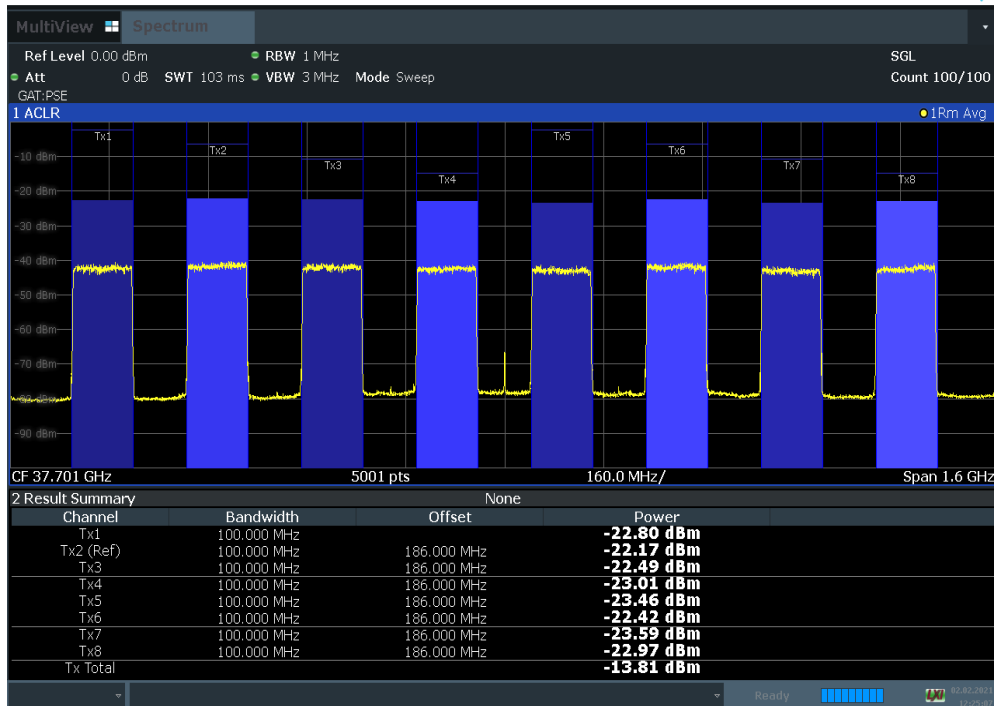 MultiView Spectrum
Ref Level 0.00 dBm RBW 1 MHz SGL
Att 0 dB SWT 103 ms VBW 3 MHz Mode Sweep Count 100/100
GAT:PSE
1 ACLR 1Rm Avg
Tx1 Tx5
Tx2 Tx6
-10 dBm
Tx3 Tx7
Tx4 Tx8
-20 dBm
-30 dBm
-40 dBm
-50 dBm
-60 dBm
-70 dBm
-90 dBm
CF 37.701 GHz 5001 pts 160.0 MHz/ Span 1.6 GHz
2 Result Summary None
Channel Bandwidth Offset Power
Tx1 100.000 MHz -22.80 dBm
Tx2 (Ref) 100.000 MHz 186.000 MHz -22.17 dBm
Tx3 100.000 MHz 186.000 MHz -22.49 dBm
Tx4 100.000 MHz 186.000 MHz -23.01 dBm
Tx5 100.000 MHz 186.000 MHz -23.46 dBm
Tx6 100.000 MHz 186.000 MHz -22.42 dBm
Tx7 100.000 MHz 186.000 MHz -23.59 dBm
Tx8 100.000 MHz 186.000 MHz -22.97 dBm
Tx Total -13.81 dBm
Ready LXI 02.02.2021
12:25:07